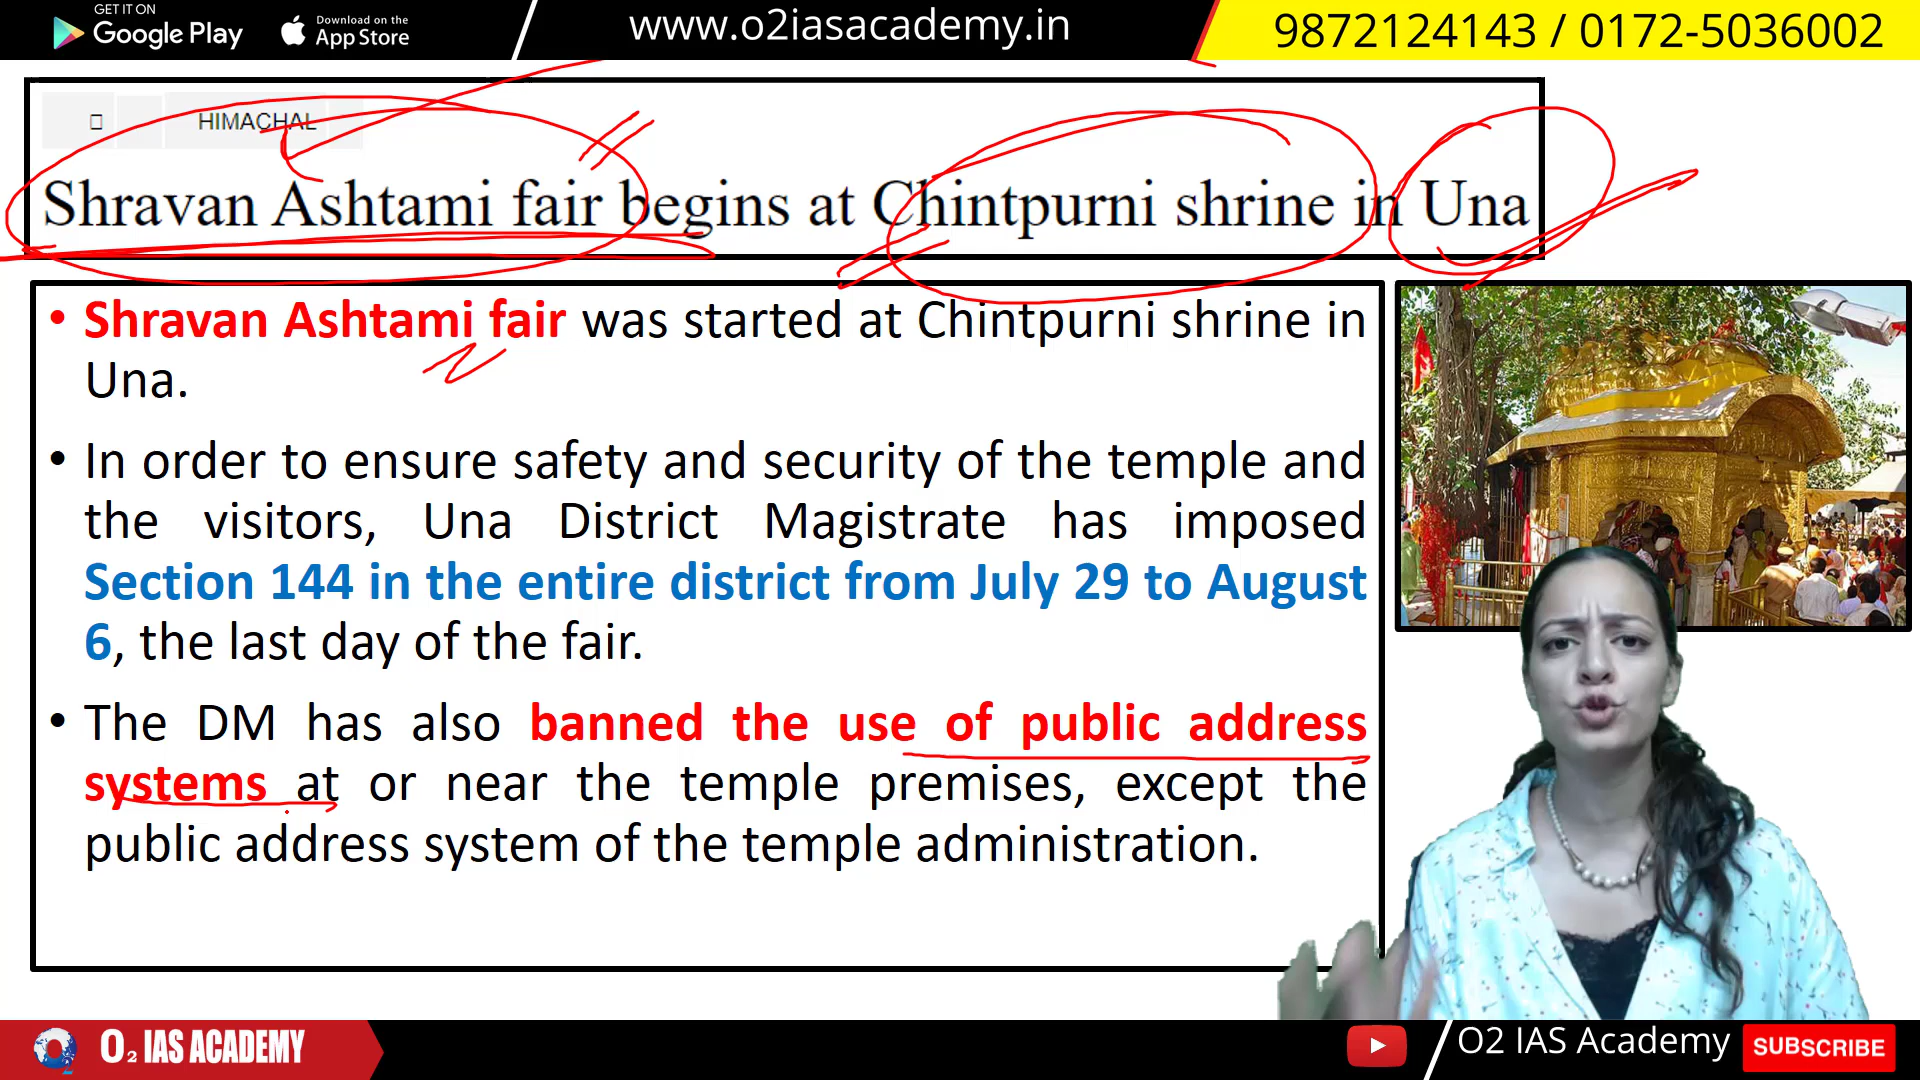 GET IT ON
Google Play
Download on the
App Store
www.o2iasacademy.in
9872124143 / 0172-5036002
HIMACHAL
Shravan Ashtami fair begins at Chintpurni shrine in Una
• Shravan Ashtami fair was started at Chintpurni shrine in
Una.
• In order to ensure safety and security of the temple and
the visitors, Una District Magistrate has imposed
Section 144 in the entire district from July 29 to August
6, the last day of the fair.
• The DM has also banned the use of public address
systems at or near the temple premises, except the
public address system of the temple administration.
O2 IAS ACADEMY
O2 IAS Academy
SUBSCRIBE